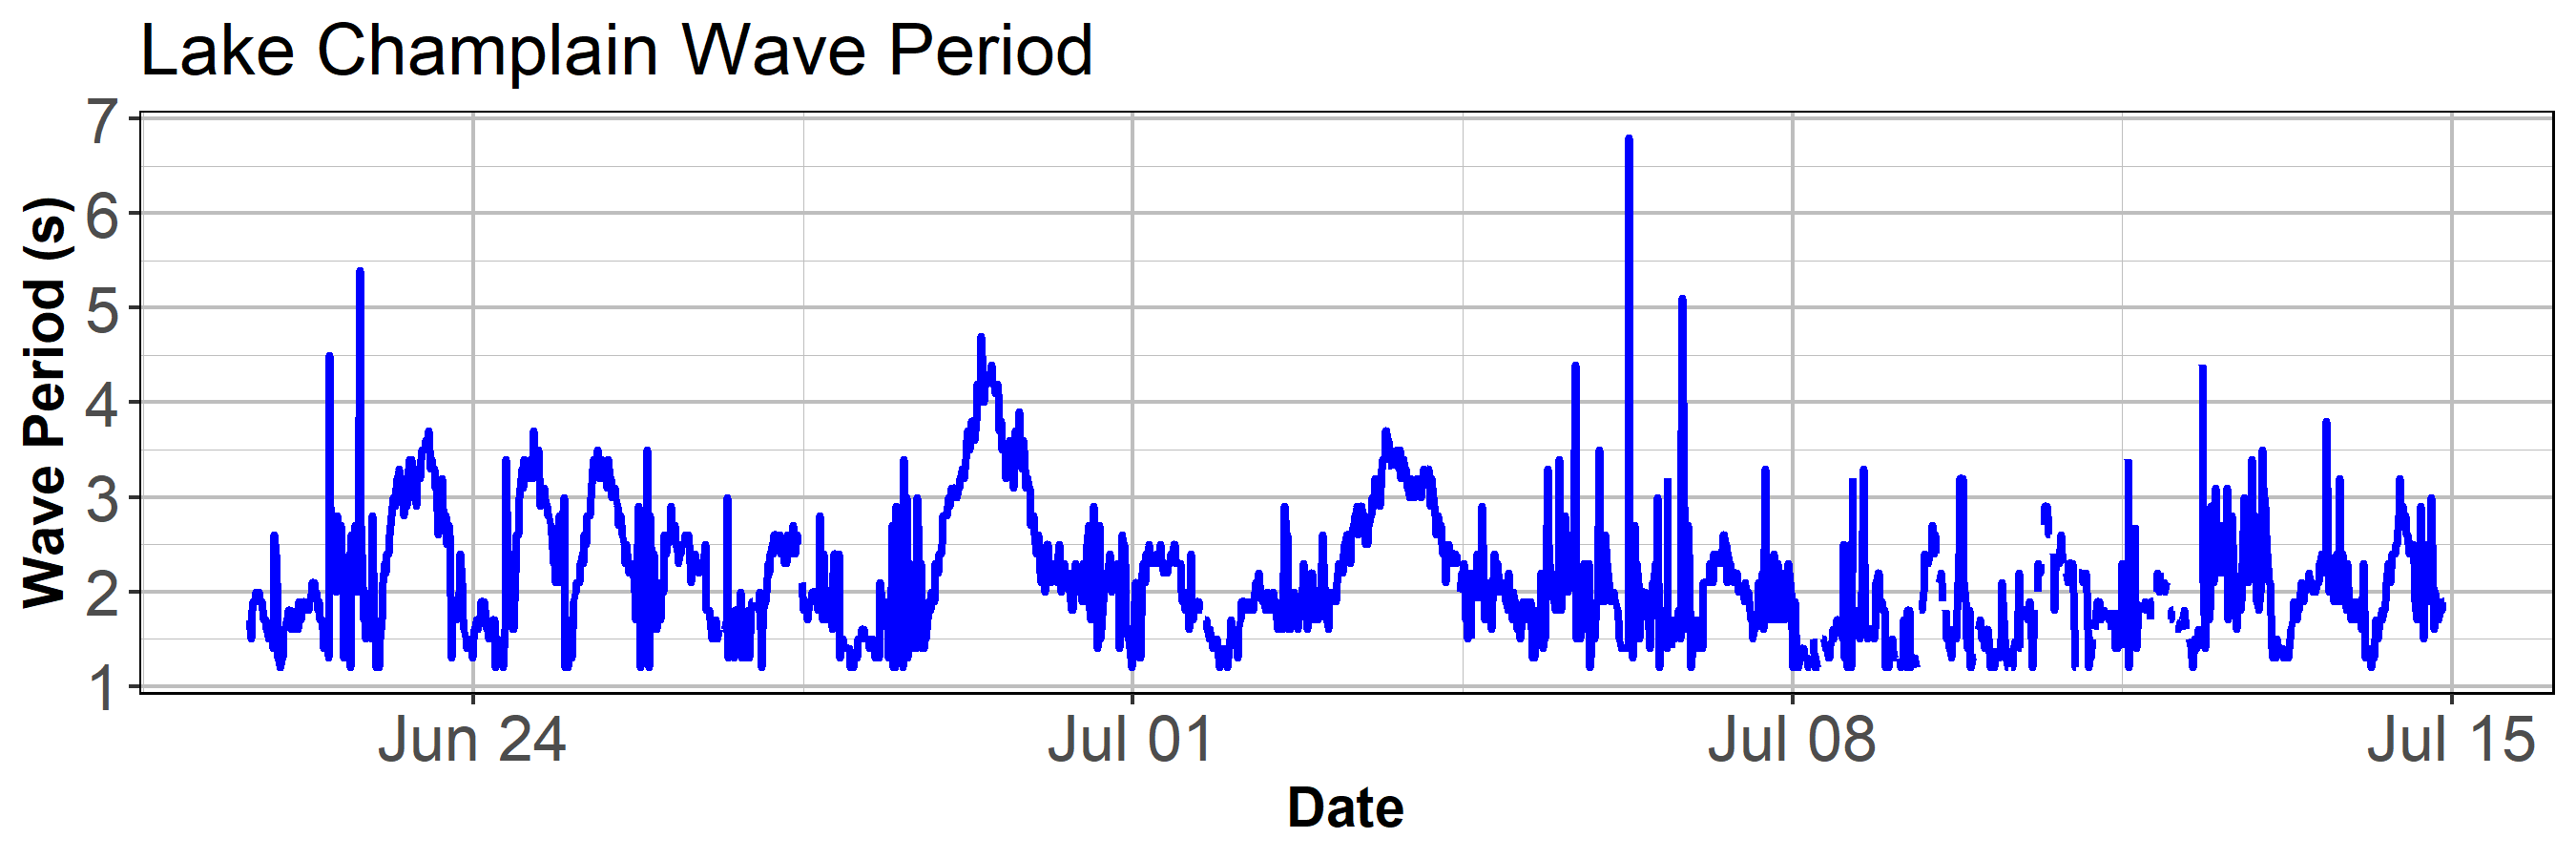 Lake Champlain Wave Period
Wave Period (s)
7
6
5
4
3
2
1
Jun 24
Jul 01
Jul 08
Jul 15
Date